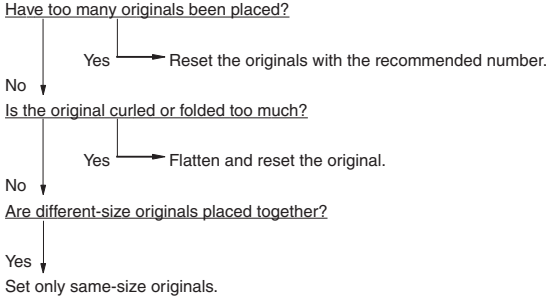 Have too many originals been placed?
Yes Reset the originals with the recommended number.
No
Is the original curled or folded too much?
Yes Flatten and reset the original.
No
Are different-size originals placed together?
Yes
Set only same-size originals.